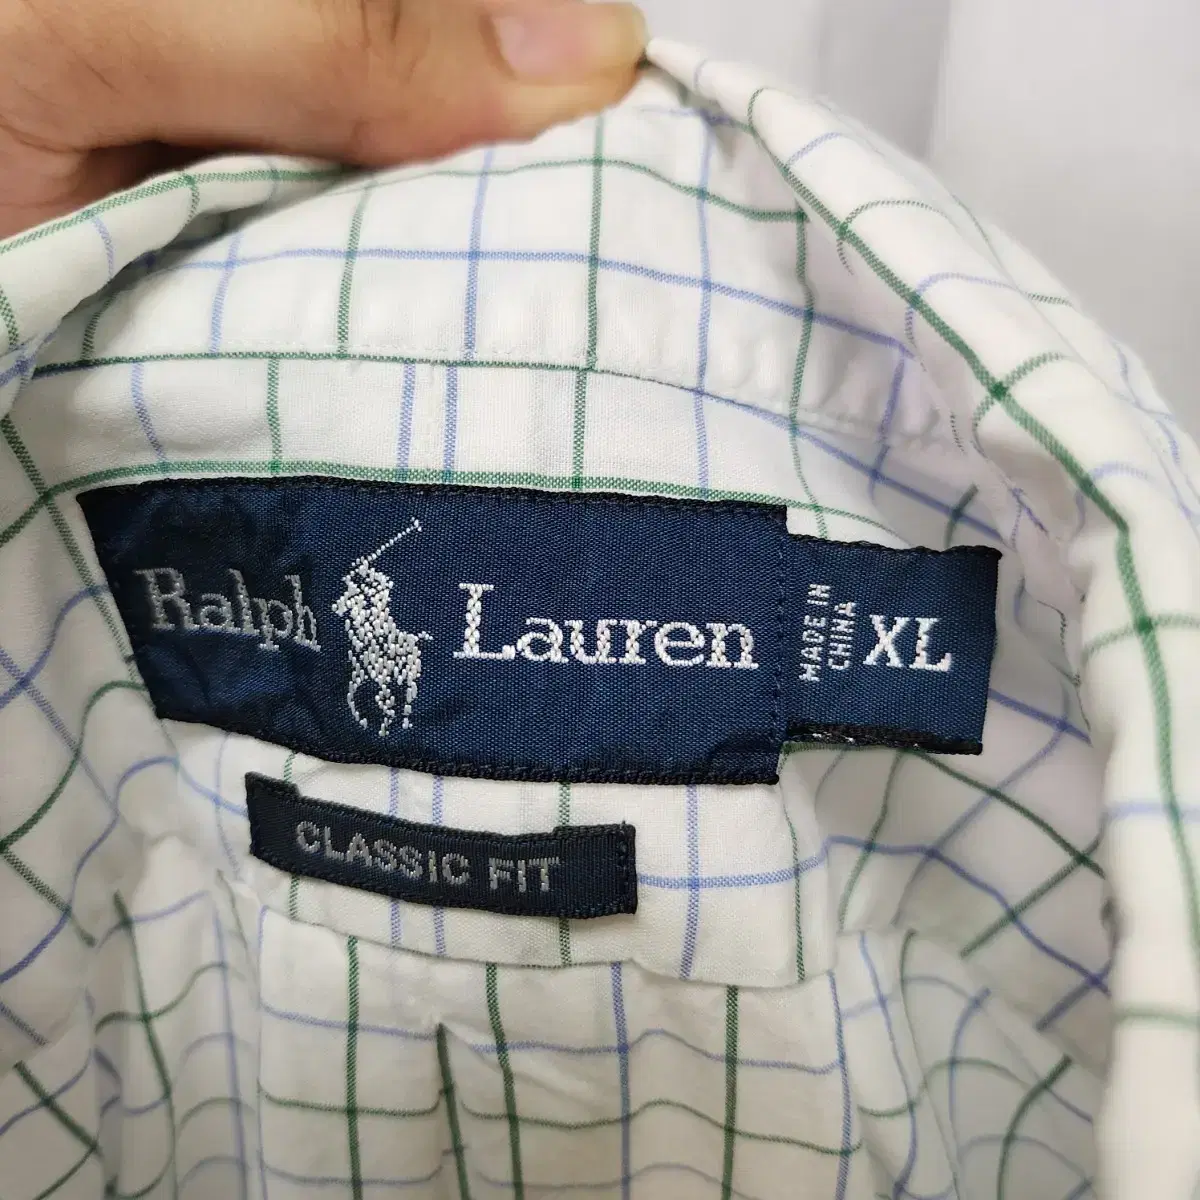 Ralph Lauren
MADE IN
CHINA
XL
CLASSIC FIT